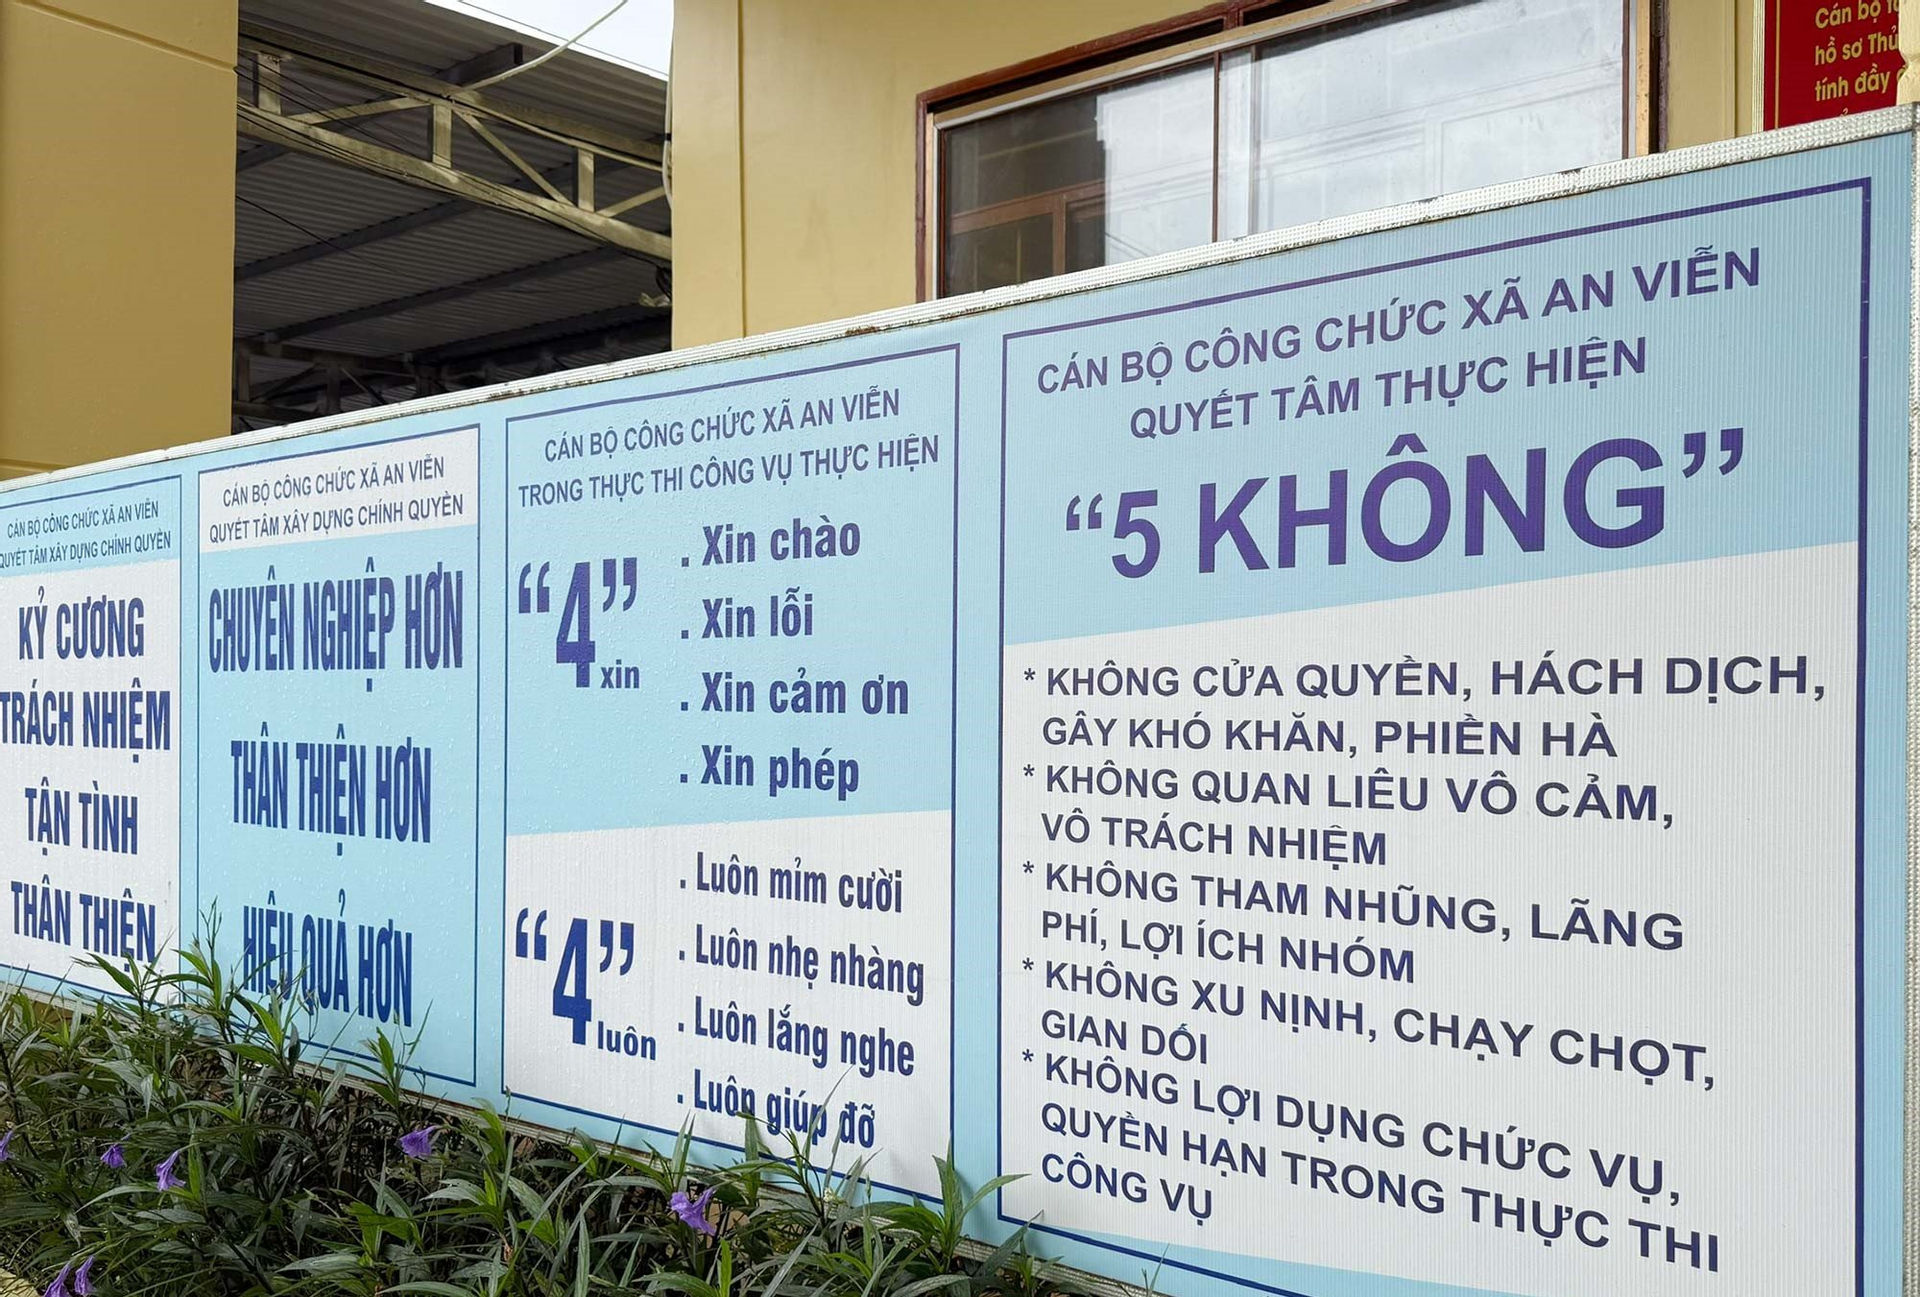 CÁN BỘ CÔNG CHỨC XÃ AN VIỄN
QUYẾT TÂM XÂY DỰNG CHÍNH QUYỀN
KỶ CƯƠNG
TRÁCH NHIỆM
TẬN TÌNH
THÂN THIỆN
CÁN BỘ CÔNG CHỨC XÃ AN VIỄN
QUYẾT TÂM XÂY DỰNG CHÍNH QUYỀN
CHUYÊN NGHIỆP HƠN
THÂN THIỆN HƠN
HIỆU QUẢ HƠN
CÁN BỘ CÔNG CHỨC XÃ AN VIỄN
TRONG THỰC THI CÔNG VỤ THỰC HIỆN
“4” xin
. Xin chào
. Xin lỗi
. Xin cảm ơn
. Xin phép
“4” luôn
. Luôn mỉm cười
. Luôn nhẹ nhàng
. Luôn lắng nghe
. Luôn giúp đỡ
CÁN BỘ CÔNG CHỨC XÃ AN VIỄN
QUYẾT TÂM THỰC HIỆN
“5 KHÔNG”
* KHÔNG CỬA QUYỀN, HÁCH DỊCH,
GÂY KHÓ KHĂN, PHIỀN HÀ
* KHÔNG QUAN LIÊU VÔ CẢM,
VÔ TRÁCH NHIỆM
* KHÔNG THAM NHŨNG, LÃNG
PHÍ, LỢI ÍCH NHÓM
* KHÔNG XU NỊNH, CHẠY CHỌT,
GIAN DỐI
* KHÔNG LỢI DỤNG CHỨC VỤ,
QUYỀN HẠN TRONG THỰC THI
CÔNG VỤ
Cán bộ
hồ sơ Thủ
tính đầy